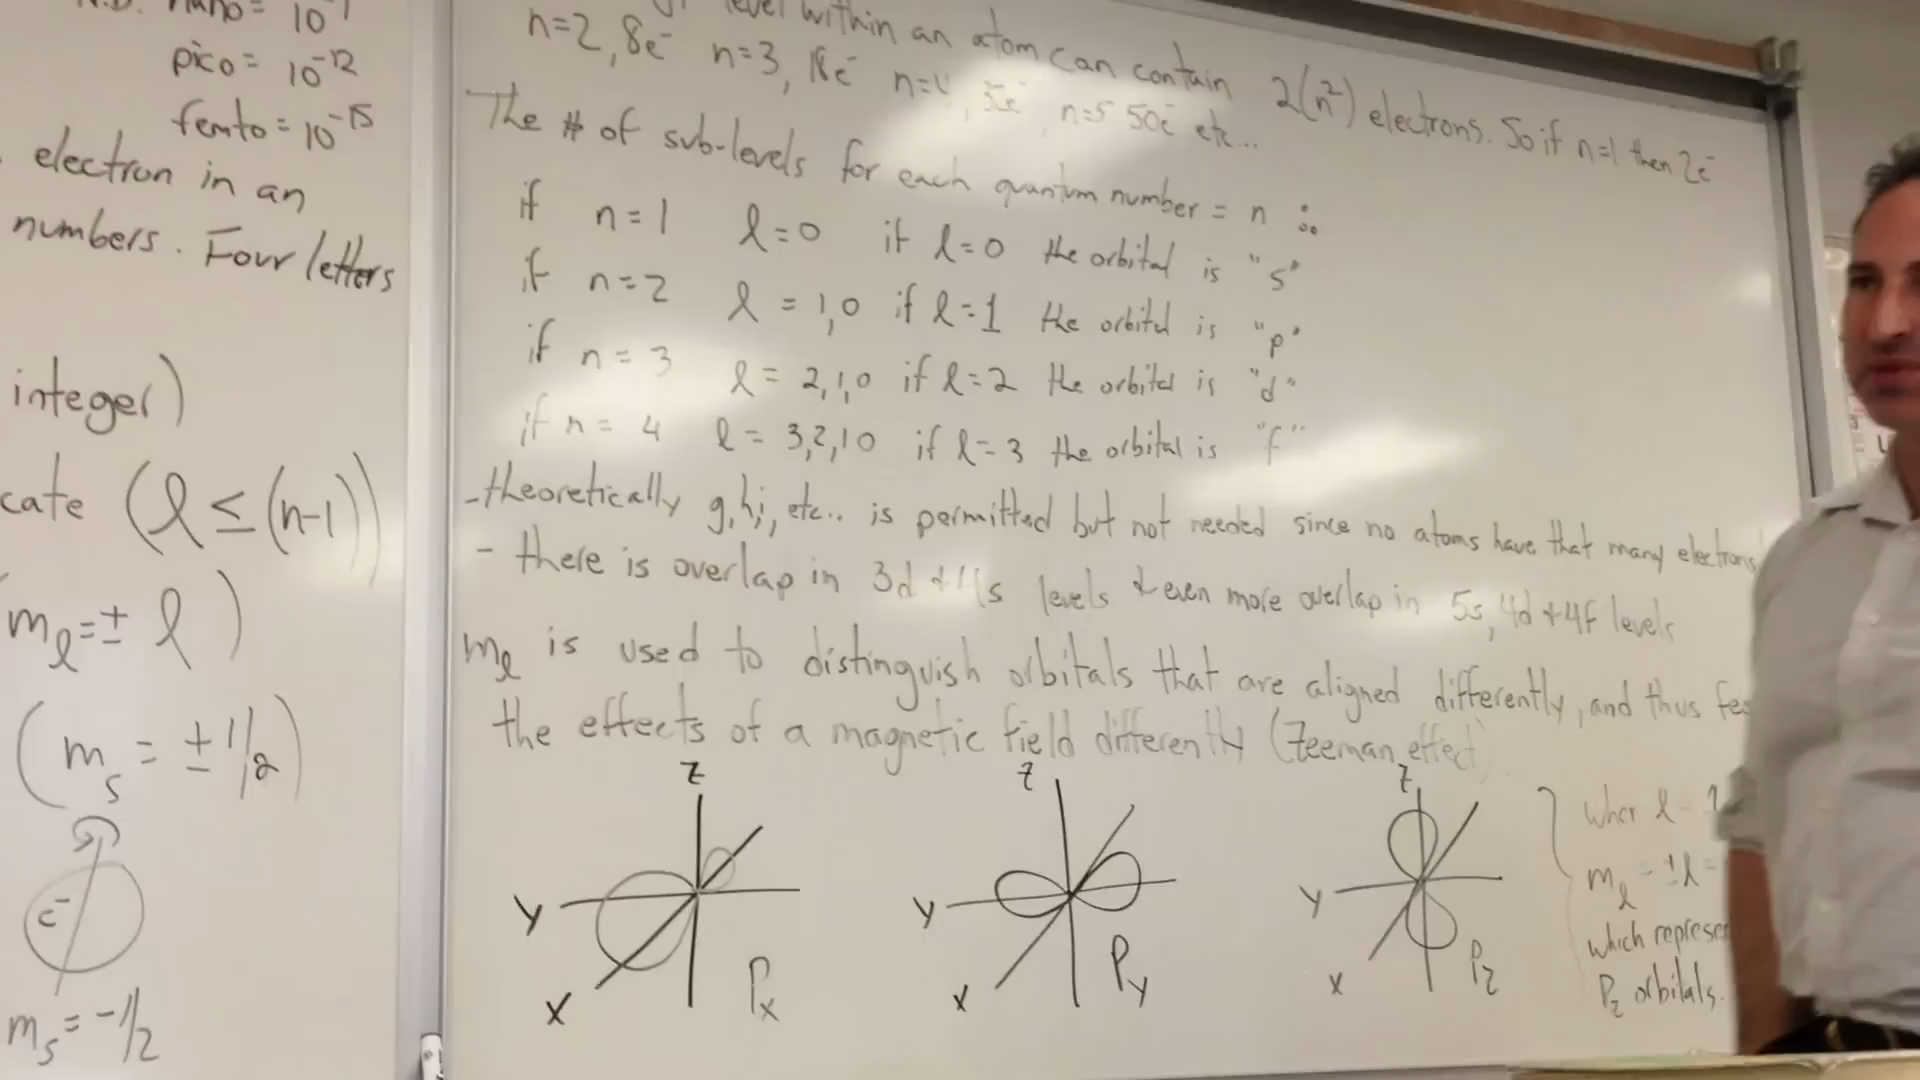 nano = 10
pico = 10⁻¹²
femto = 10⁻¹⁵
electron in an
numbers. Four letters
integer)
cate (l ≤ (n-1))
(mₗ = ± l)
(mₛ = ± 1/2)
e⁻
mₛ = -1/2
level within an atom can contain 2(n²) electrons. So if n=1 then 2e⁻
n=2, 8e⁻ n=3, 18e⁻ n=4, e⁻, n=5 50e⁻ etc...
The # of sub-levels for each quantum number = n ∴
if n=1 l=0 if l=0 the orbital is "s"
if n=2 l = 1,0 if l=1 the orbital is "p"
if n = 3 l = 2,1,0 if l=2 the orbital is "d"
if n = 4 l = 3,2,10 if l=3 the orbital is "f"
-theoretically g,h,i, etc.. is permitted but not needed since no atoms have that many electrons
- there is overlap in 3d + 4s levels & even more overlap in 5s, 4d + 4f levels
mₗ is used to distinguish orbitals that are aligned differently, and thus
the effects of a magnetic field differently (Zeeman effect)
Z
Y
X
Px
Z
Y
X
Py
Z
Y
X
Pz
l = 1
mₗ = ±l =
which
Pz orbitals.